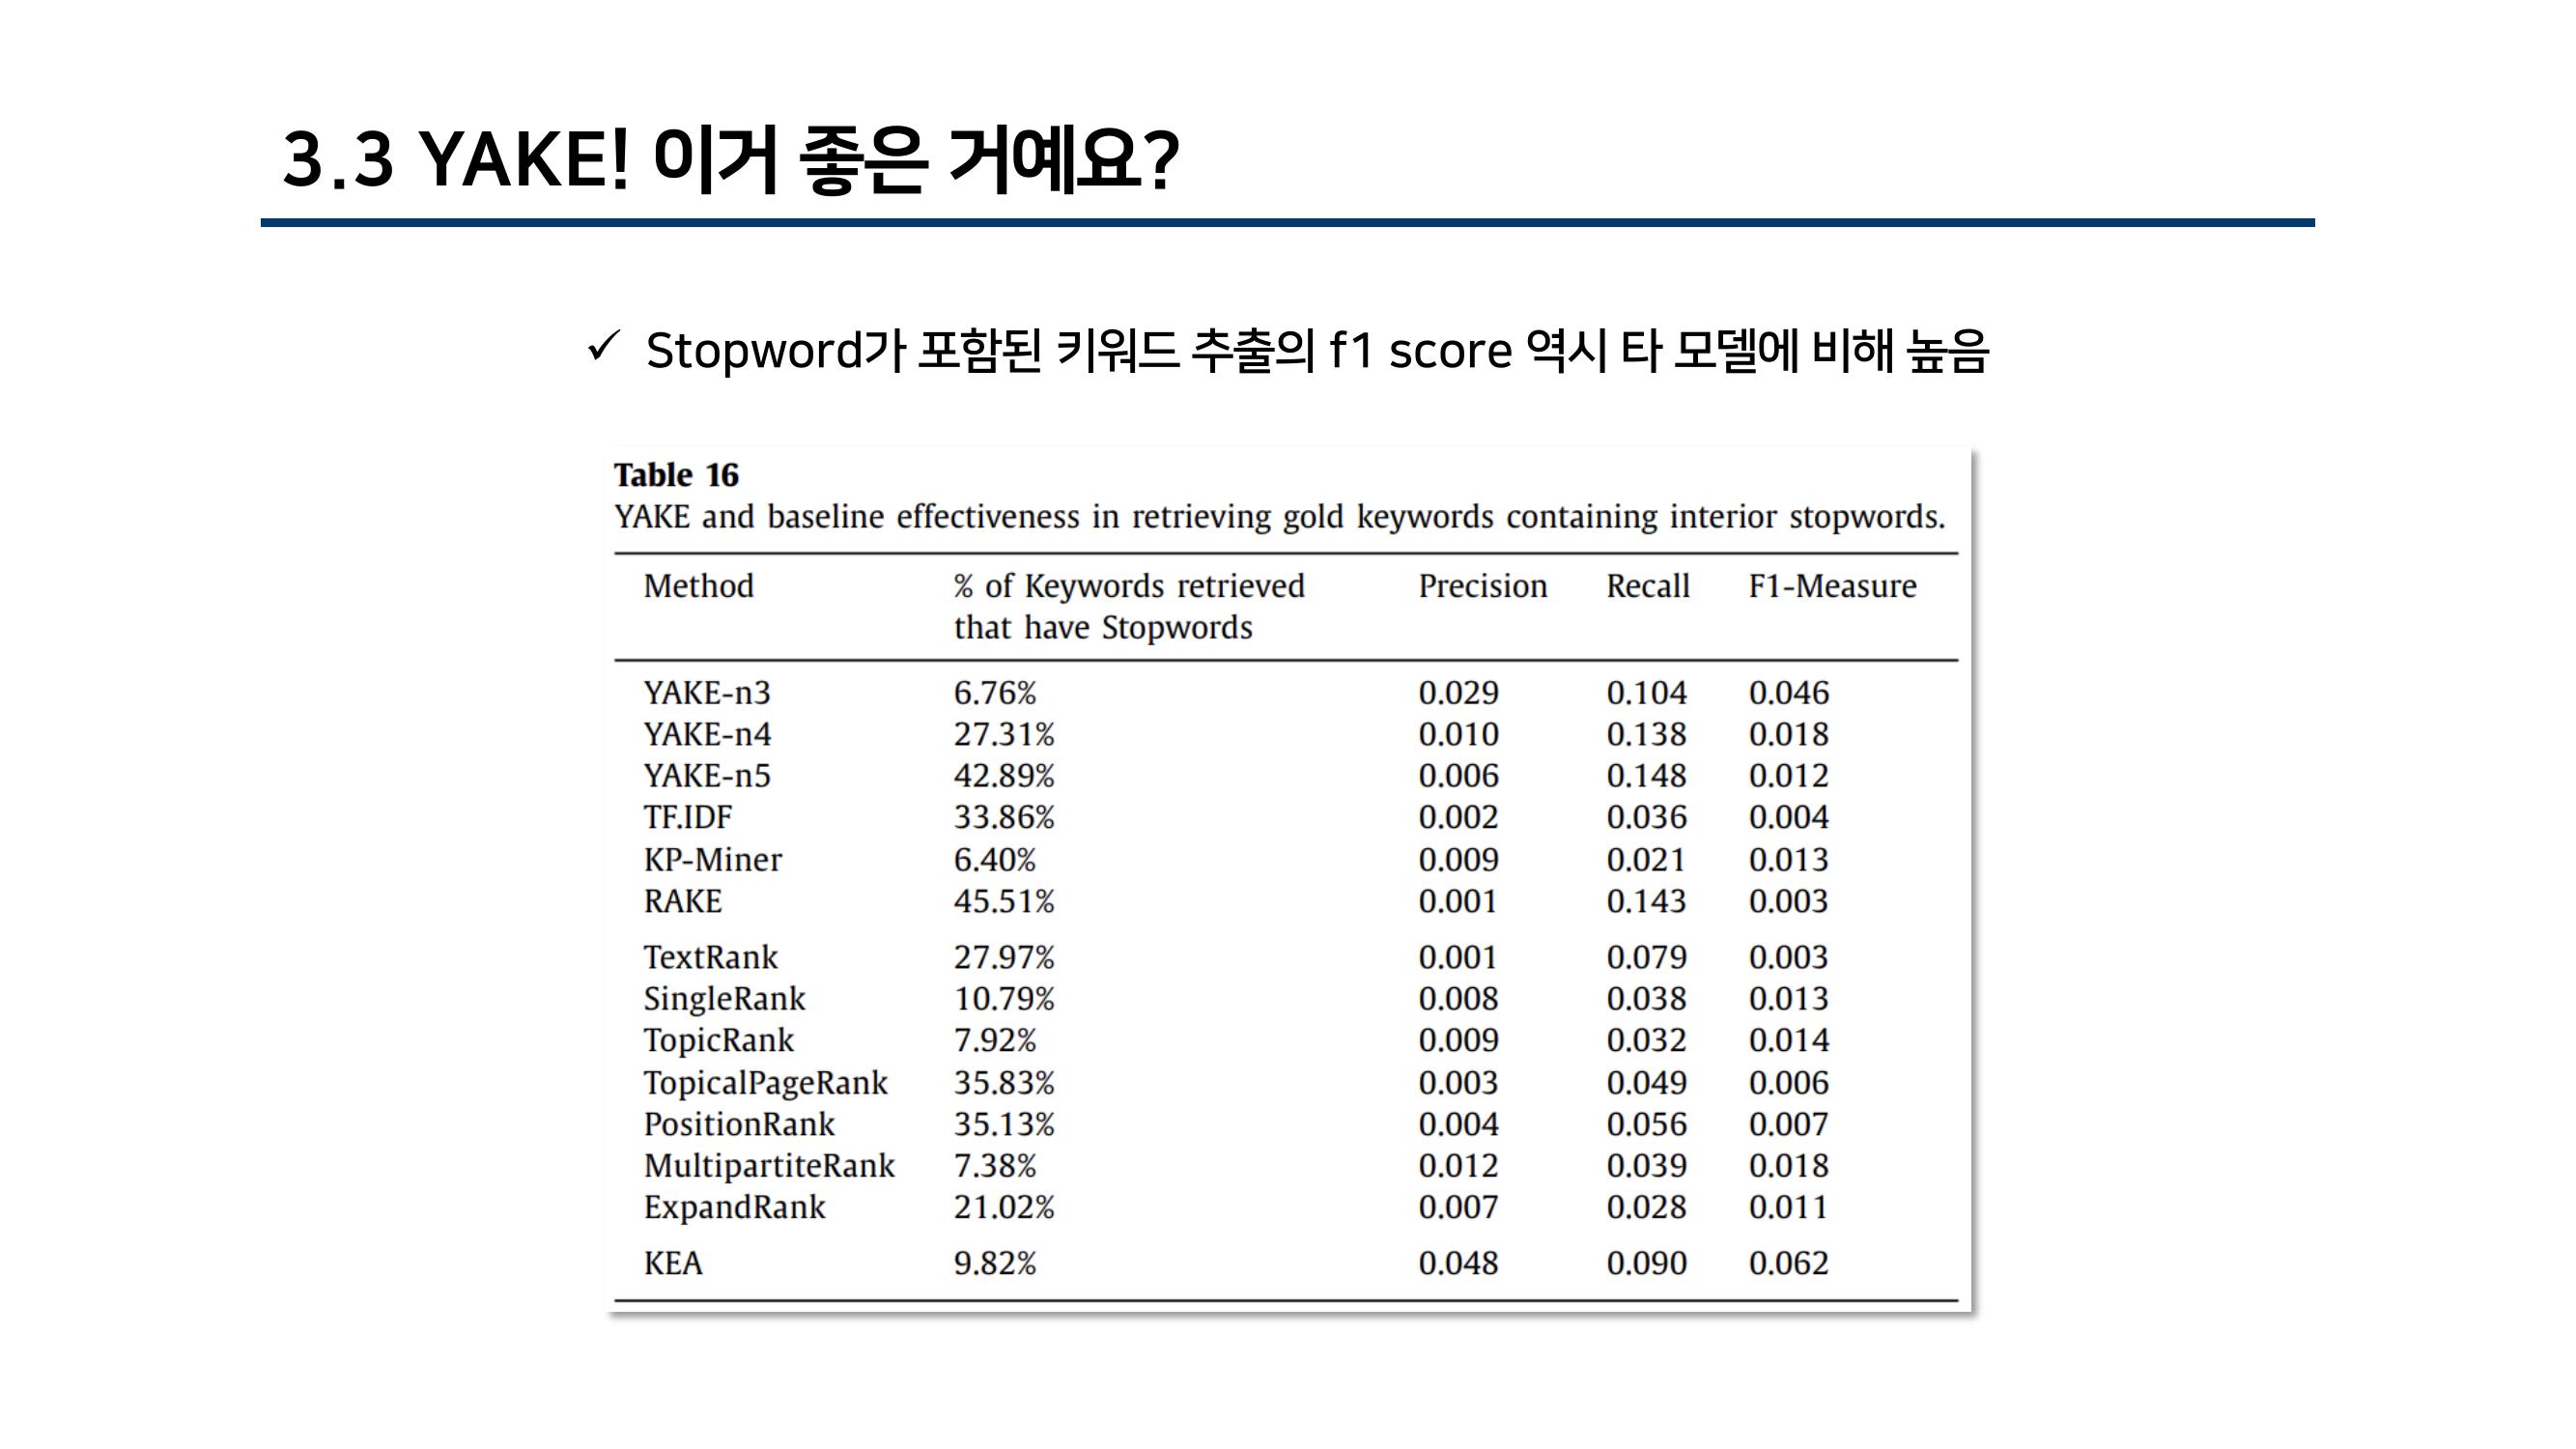 3.3 YAKE! 이거 좋은 거예요?
✓ Stopword가 포함된 키워드 추출의 f1 score 역시 타 모델에 비해 높음
Table 16
YAKE and baseline effectiveness in retrieving gold keywords containing interior stopwords.
Method % of Keywords retrieved Precision Recall F1-Measure
that have Stopwords
YAKE-n3 6.76% 0.029 0.104 0.046
YAKE-n4 27.31% 0.010 0.138 0.018
YAKE-n5 42.89% 0.006 0.148 0.012
TF.IDF 33.86% 0.002 0.036 0.004
KP-Miner 6.40% 0.009 0.021 0.013
RAKE 45.51% 0.001 0.143 0.003
TextRank 27.97% 0.001 0.079 0.003
SingleRank 10.79% 0.008 0.038 0.013
TopicRank 7.92% 0.009 0.032 0.014
TopicalPageRank 35.83% 0.003 0.049 0.006
PositionRank 35.13% 0.004 0.056 0.007
MultipartiteRank 7.38% 0.012 0.039 0.018
ExpandRank 21.02% 0.007 0.028 0.011
KEA 9.82% 0.048 0.090 0.062